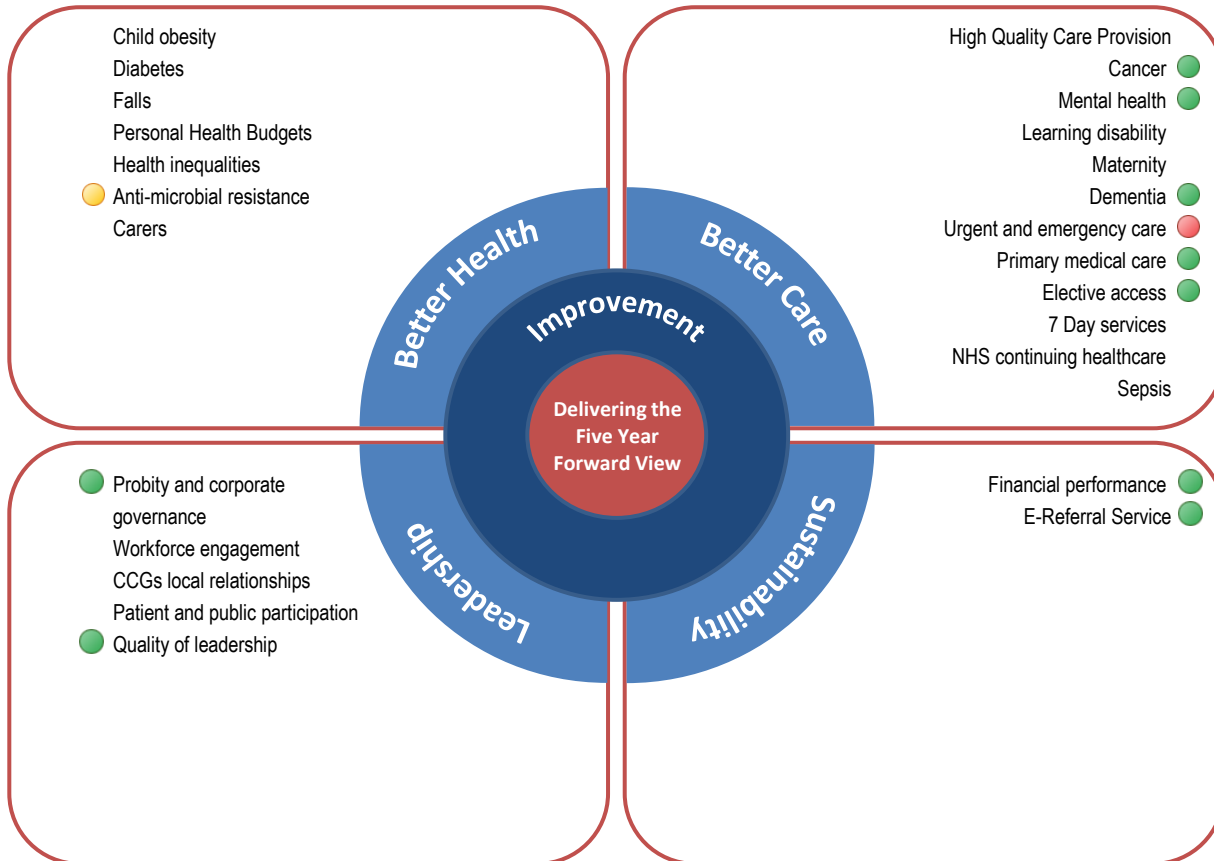 Child obesity
Diabetes
Falls
Personal Health Budgets
Health inequalities
Anti-microbial resistance
Carers
High Quality Care Provision
Cancer
Mental health
Learning disability
Maternity
Dementia
Urgent and emergency care
Primary medical care
Elective access
7 Day services
NHS continuing healthcare
Sepsis
Better Health
Better Care
Improvement
Delivering the
Five Year
Forward View
Leadership
Sustainability
Probity and corporate
governance
Workforce engagement
CCGs local relationships
Patient and public participation
Quality of leadership
Financial performance
E-Referral Service